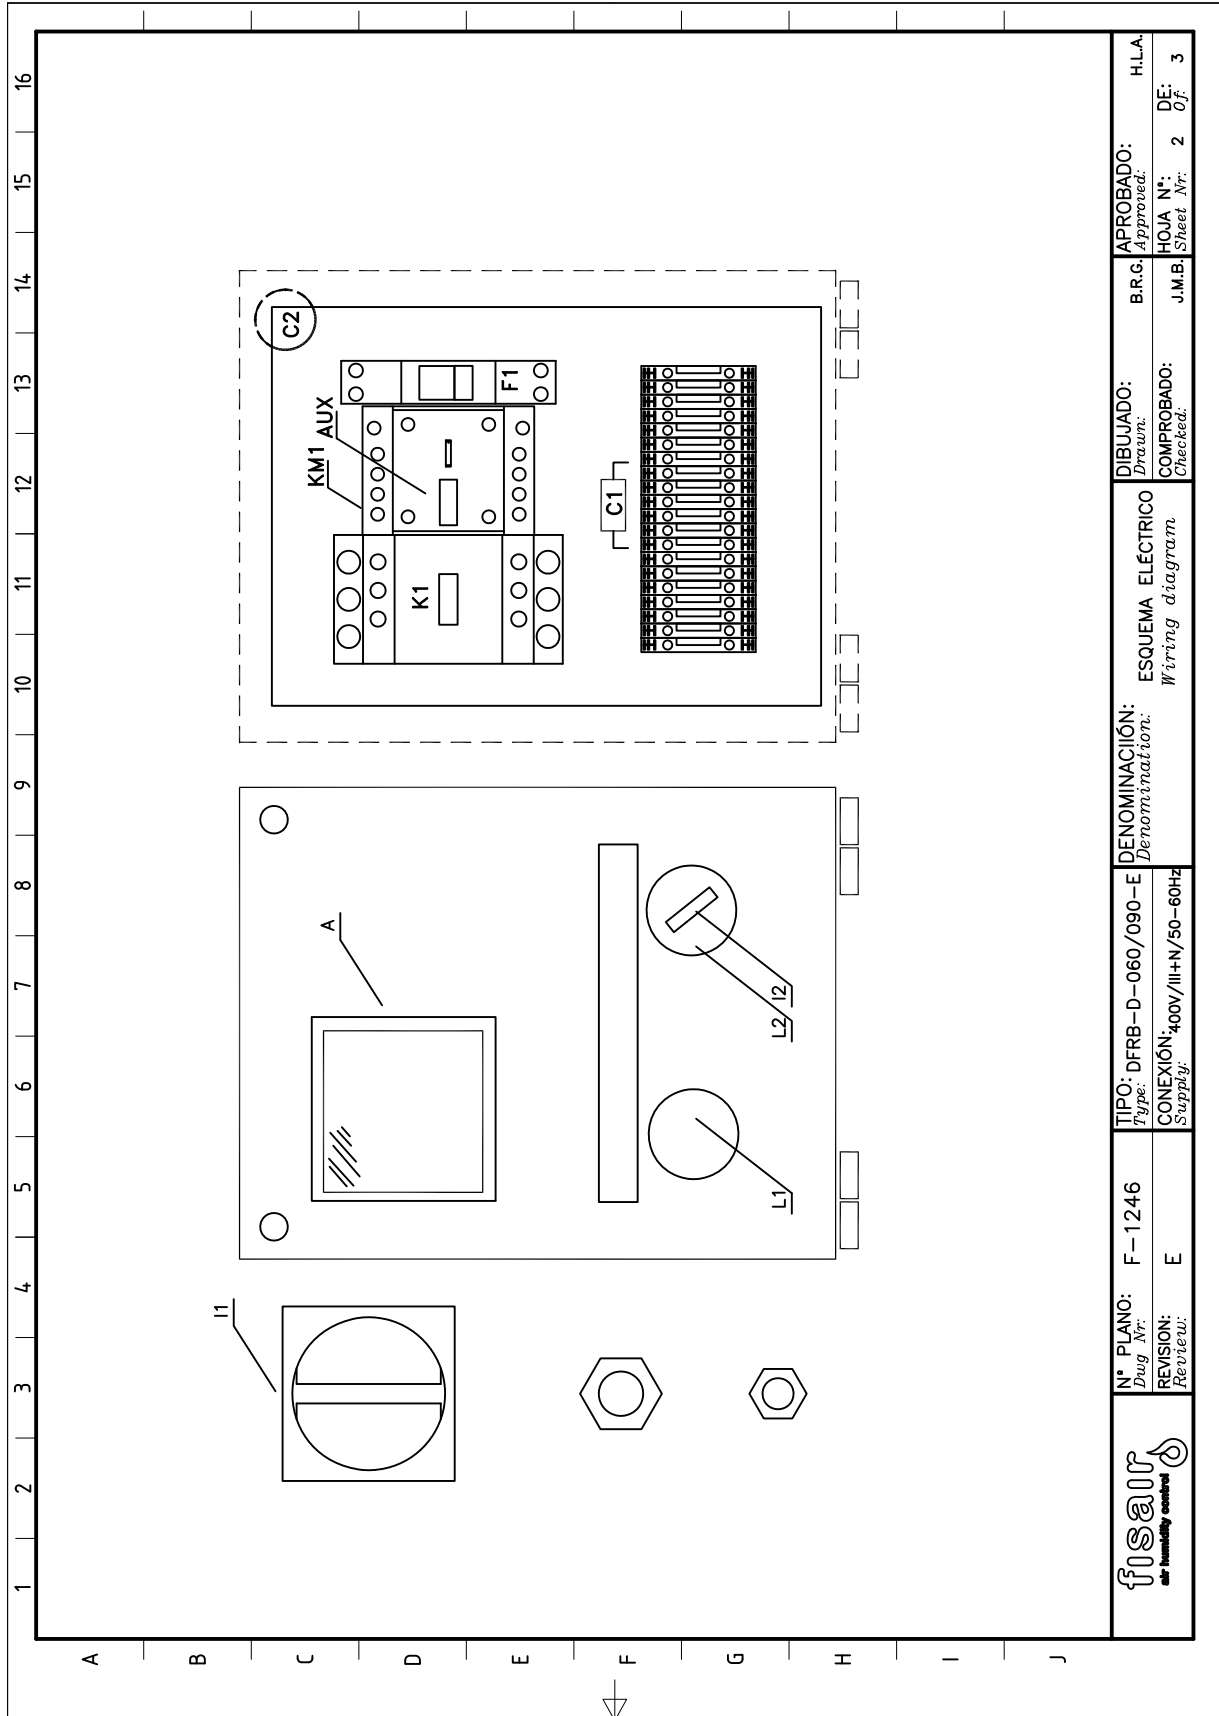 1 2 3 4 5 6 7 8 9 10 11 12 13 14 15 16
A
B
C
D
E
F
G
H
I
J
I1
A
L1
L2
I2
KM1
AUX
K1
F1
C1
C2
fisair
air humidity control
Nº PLANO: F-1246
Dwg Nr:
REVISION: E
Review:
TIPO: DFRB-D-060/090-E
Type:
CONEXIÓN: 400V/III+N/50-60Hz
Supply:
DENOMINACIÓN:
Denomination:
ESQUEMA ELÉCTRICO
Wiring diagram
DIBUJADO: B.R.G.
Drawn:
COMPROBADO: J.M.B.
Checked:
APROBADO: H.L.A.
Approved:
HOJA Nº: 2 DE: 3
Sheet Nr: Of: